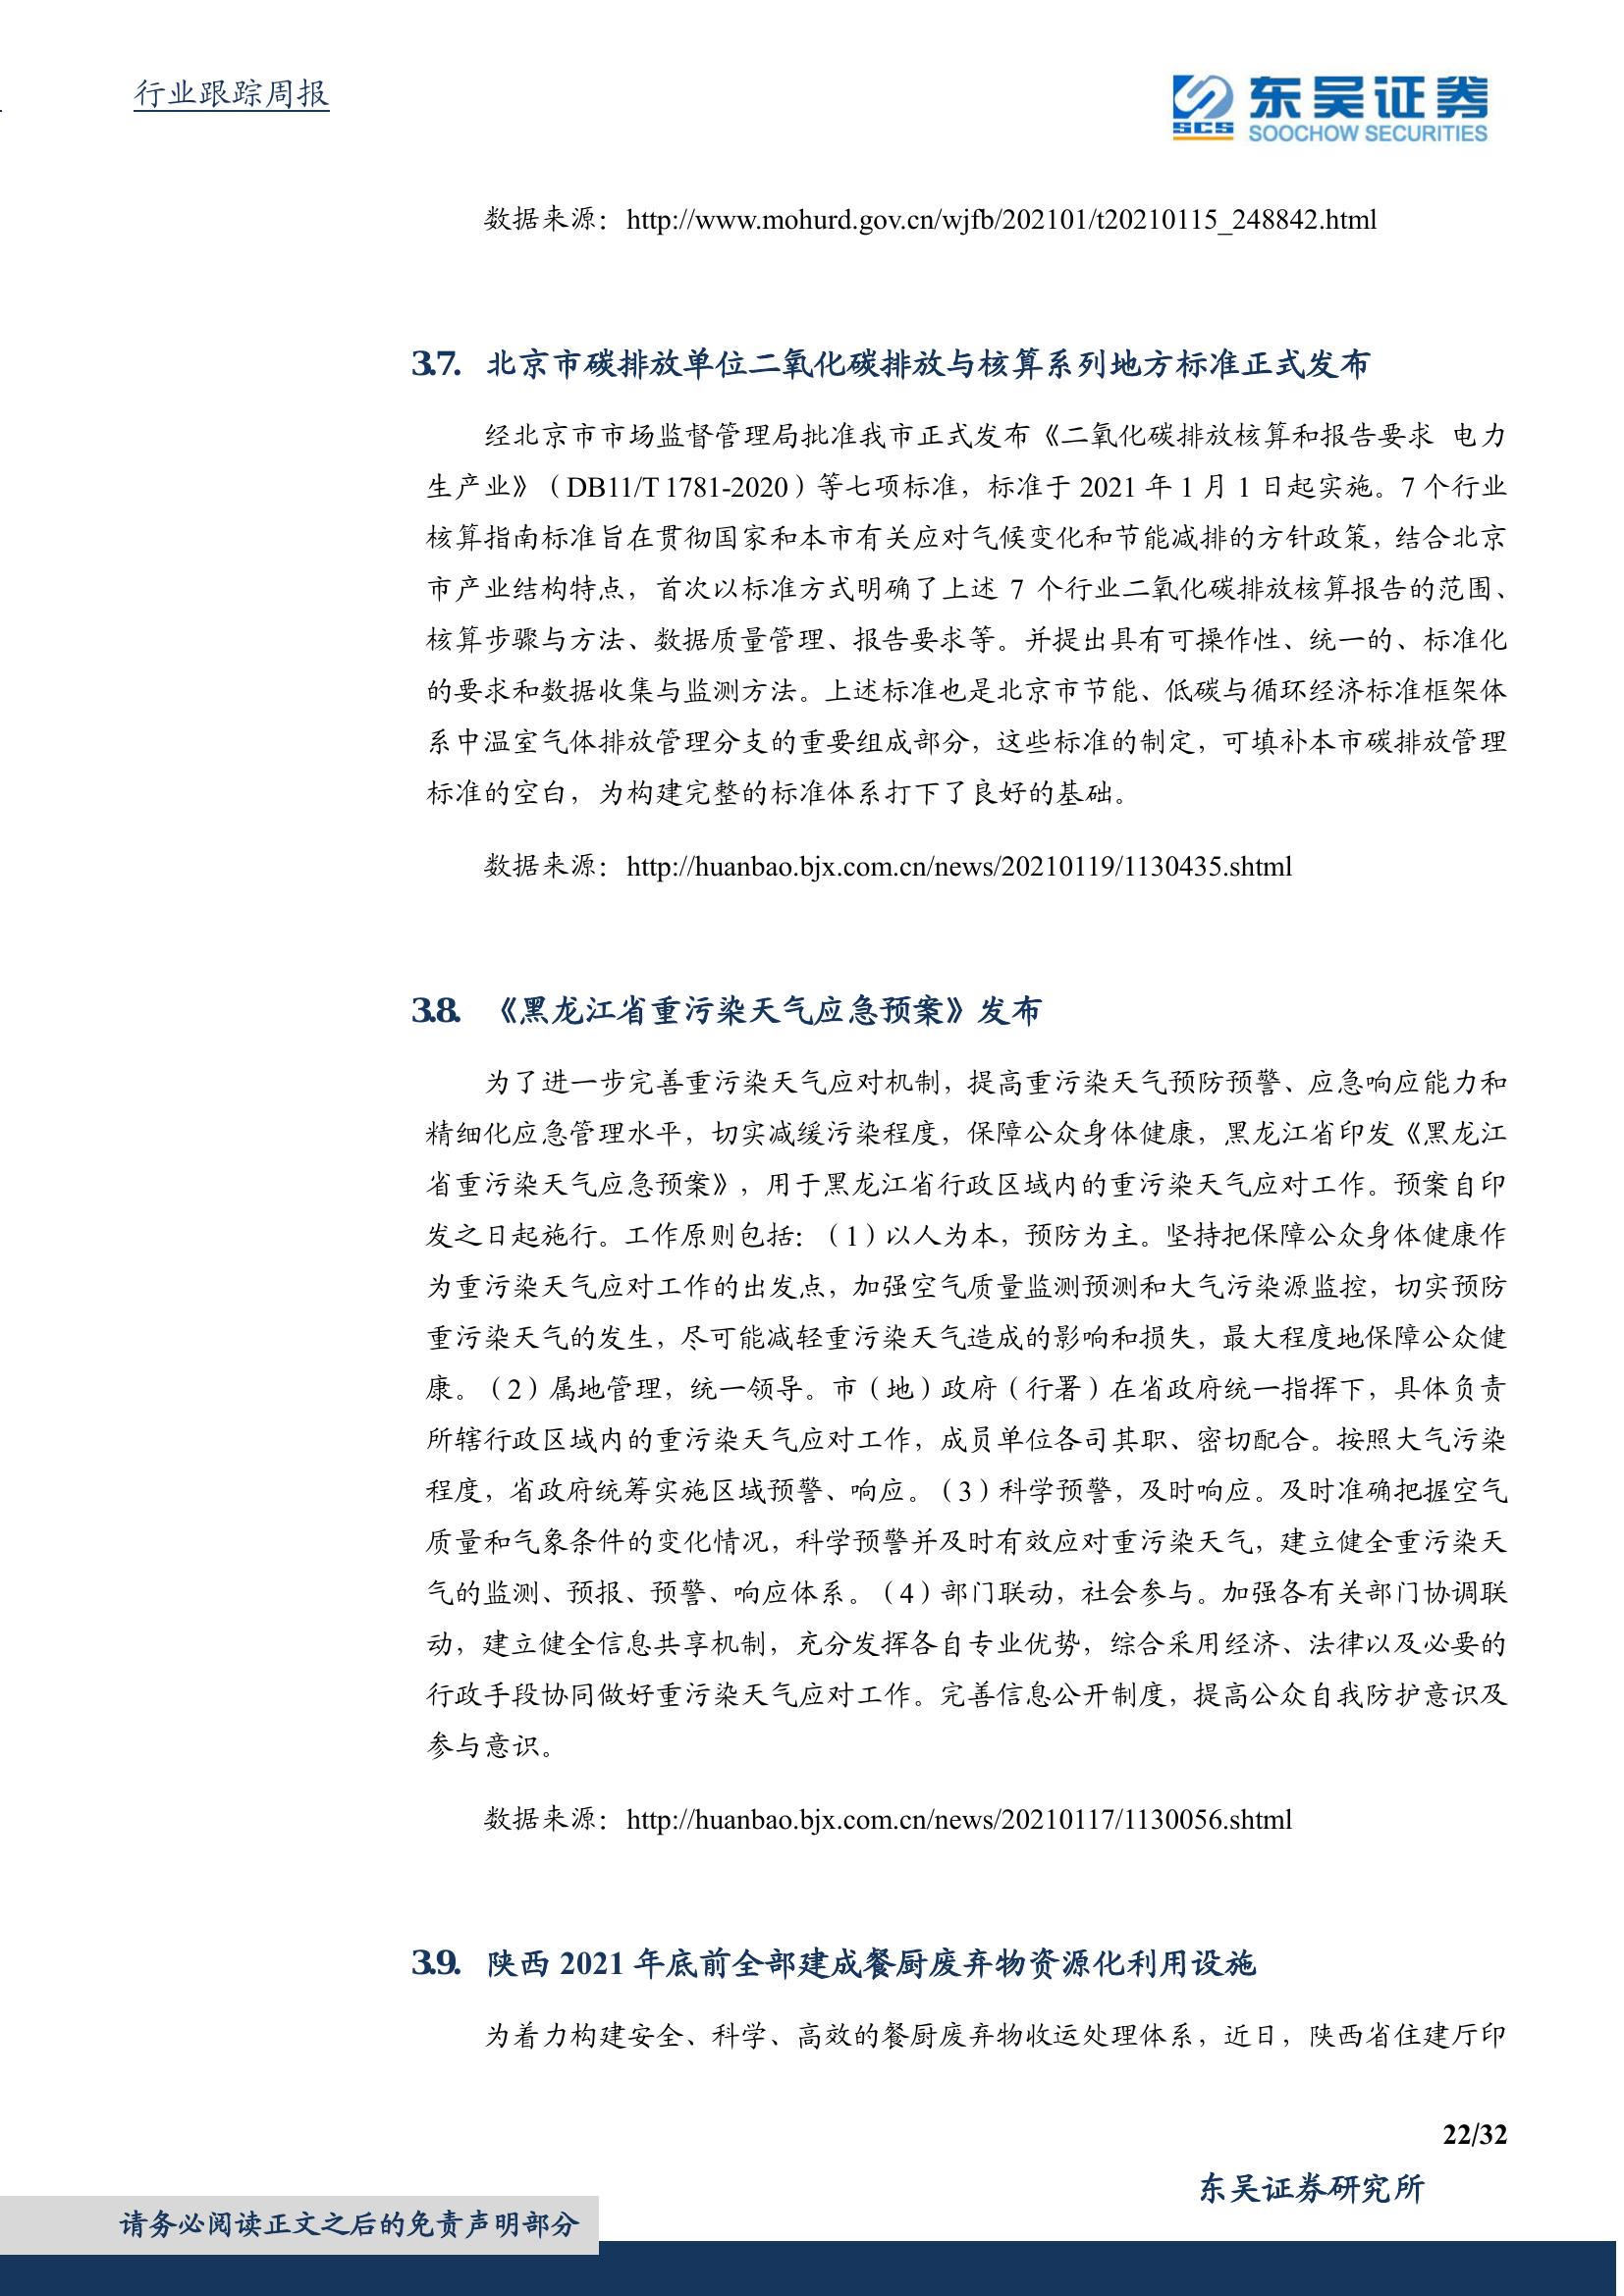 行业跟踪周报
SCS
东吴证券
SOOCHOW SECURITIES
数据来源：http://www.mohurd.gov.cn/wjfb/202101/t20210115_248842.html
3.7. 北京市碳排放单位二氧化碳排放与核算系列地方标准正式发布
经北京市市场监督管理局批准我市正式发布《二氧化碳排放核算和报告要求 电力
生产业》（DB11/T 1781-2020）等七项标准，标准于 2021 年 1 月 1 日起实施。7 个行业
核算指南标准旨在贯彻国家和本市有关应对气候变化和节能减排的方针政策，结合北京
市产业结构特点，首次以标准方式明确了上述 7 个行业二氧化碳排放核算报告的范围、
核算步骤与方法、数据质量管理、报告要求等。并提出具有可操作性、统一的、标准化
的要求和数据收集与监测方法。上述标准也是北京市节能、低碳与循环经济标准框架体
系中温室气体排放管理分支的重要组成部分，这些标准的制定，可填补本市碳排放管理
标准的空白，为构建完整的标准体系打下了良好的基础。
数据来源：http://huanbao.bjx.com.cn/news/20210119/1130435.shtml
3.8. 《黑龙江省重污染天气应急预案》发布
为了进一步完善重污染天气应对机制，提高重污染天气预防预警、应急响应能力和
精细化应急管理水平，切实减缓污染程度，保障公众身体健康，黑龙江省印发《黑龙江
省重污染天气应急预案》，用于黑龙江省行政区域内的重污染天气应对工作。预案自印
发之日起施行。工作原则包括：（1）以人为本，预防为主。坚持把保障公众身体健康作
为重污染天气应对工作的出发点，加强空气质量监测预测和大气污染源监控，切实预防
重污染天气的发生，尽可能减轻重污染天气造成的影响和损失，最大程度地保障公众健
康。（2）属地管理，统一领导。市（地）政府（行署）在省政府统一指挥下，具体负责
所辖行政区域内的重污染天气应对工作，成员单位各司其职、密切配合。按照大气污染
程度，省政府统筹实施区域预警、响应。（3）科学预警，及时响应。及时准确把握空气
质量和气象条件的变化情况，科学预警并及时有效应对重污染天气，建立健全重污染天
气的监测、预报、预警、响应体系。（4）部门联动，社会参与。加强各有关部门协调联
动，建立健全信息共享机制，充分发挥各自专业优势，综合采用经济、法律以及必要的
行政手段协同做好重污染天气应对工作。完善信息公开制度，提高公众自我防护意识及
参与意识。
数据来源：http://huanbao.bjx.com.cn/news/20210117/1130056.shtml
3.9. 陕西 2021 年底前全部建成餐厨废弃物资源化利用设施
为着力构建安全、科学、高效的餐厨废弃物收运处理体系，近日，陕西省住建厅印
22/32
东吴证券研究所
请务必阅读正文之后的免责声明部分